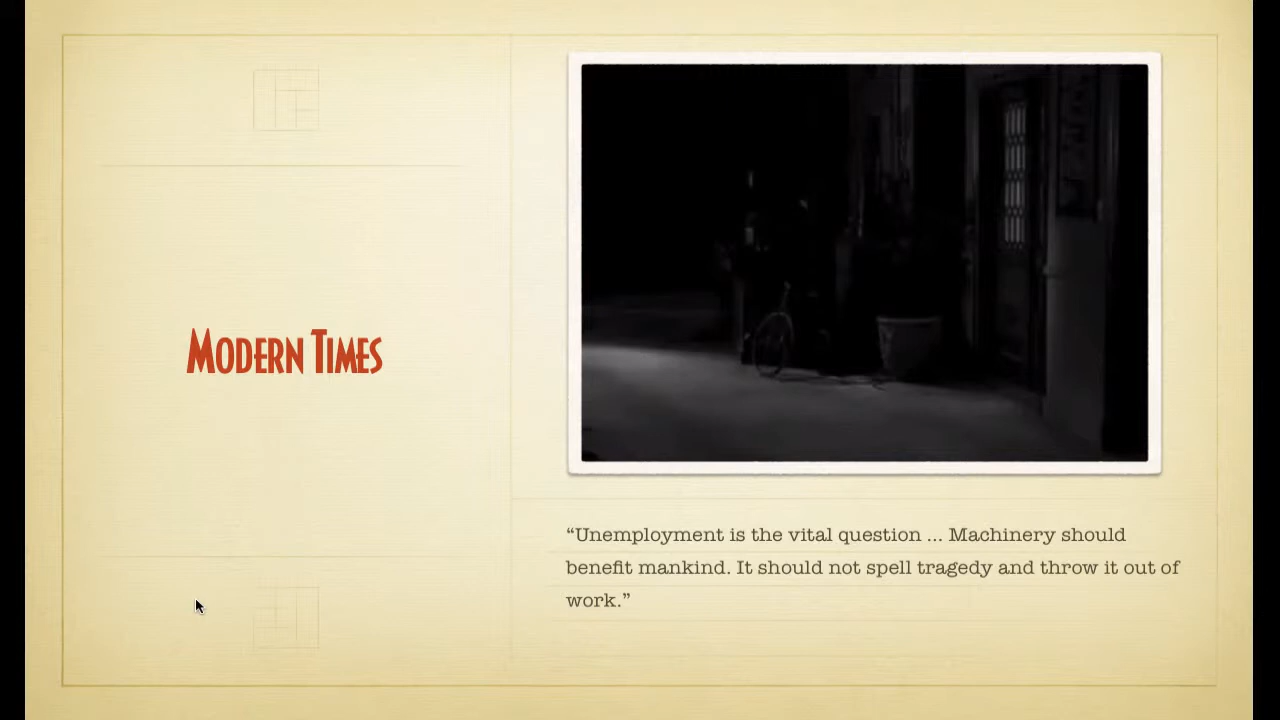 Modern Times
“Unemployment is the vital question ... Machinery should
benefit mankind. It should not spell tragedy and throw it out of
work.”